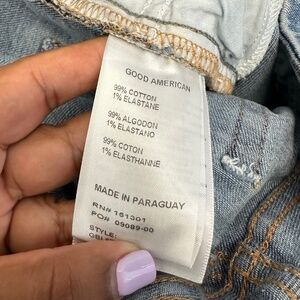 GOOD AMERICAN
99% COTTON
1% ELASTANE
99% ALGODON
1% ELASTANO
99% COTON
1% ELASTHANNE
MADE IN PARAGUAY
RN# 161301
PO# 09089-00
STYLE: